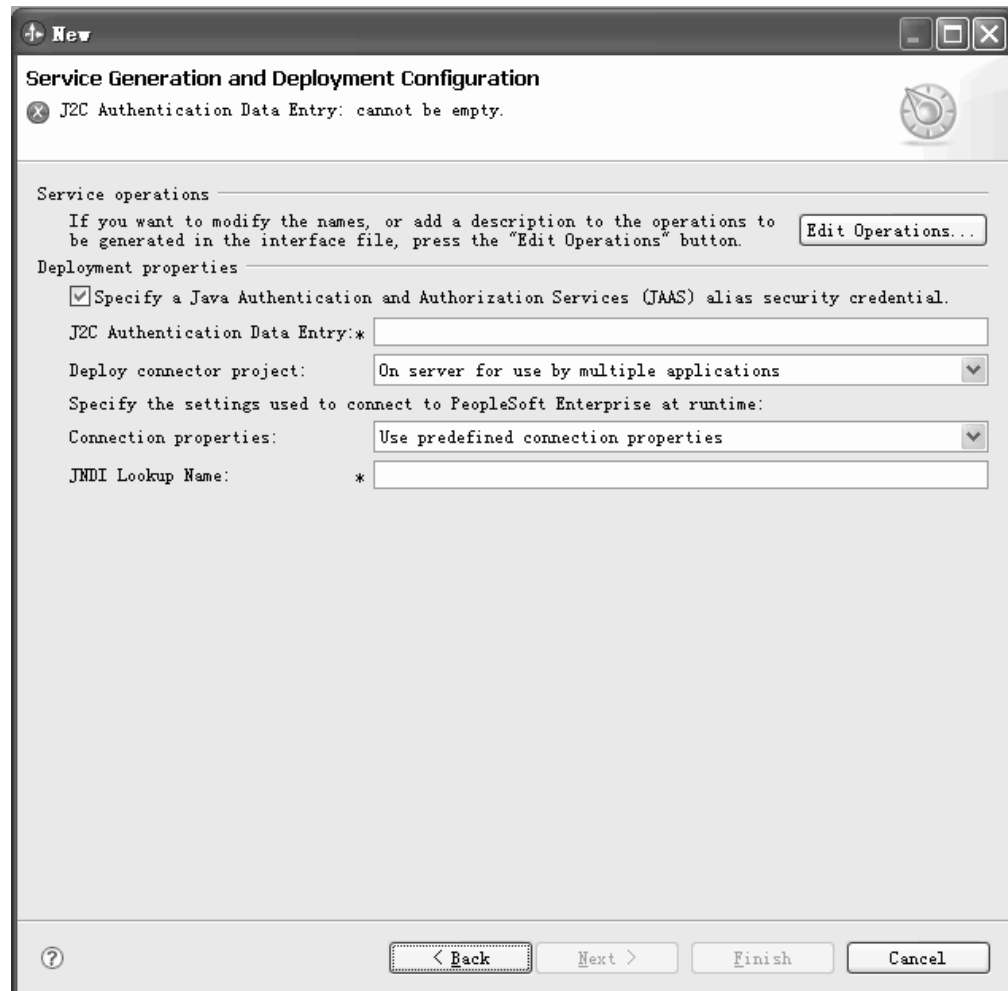 New
Service Generation and Deployment Configuration
J2C Authentication Data Entry: cannot be empty.
Service operations
If you want to modify the names, or add a description to the operations to
be generated in the interface file, press the "Edit Operations" button.
Edit Operations...
Deployment properties
Specify a Java Authentication and Authorization Services (JAAS) alias security credential.
J2C Authentication Data Entry:*
Deploy connector project: On server for use by multiple applications
Specify the settings used to connect to PeopleSoft Enterprise at runtime:
Connection properties: Use predefined connection properties
JNDI Lookup Name: *
? < Back Next > Finish Cancel